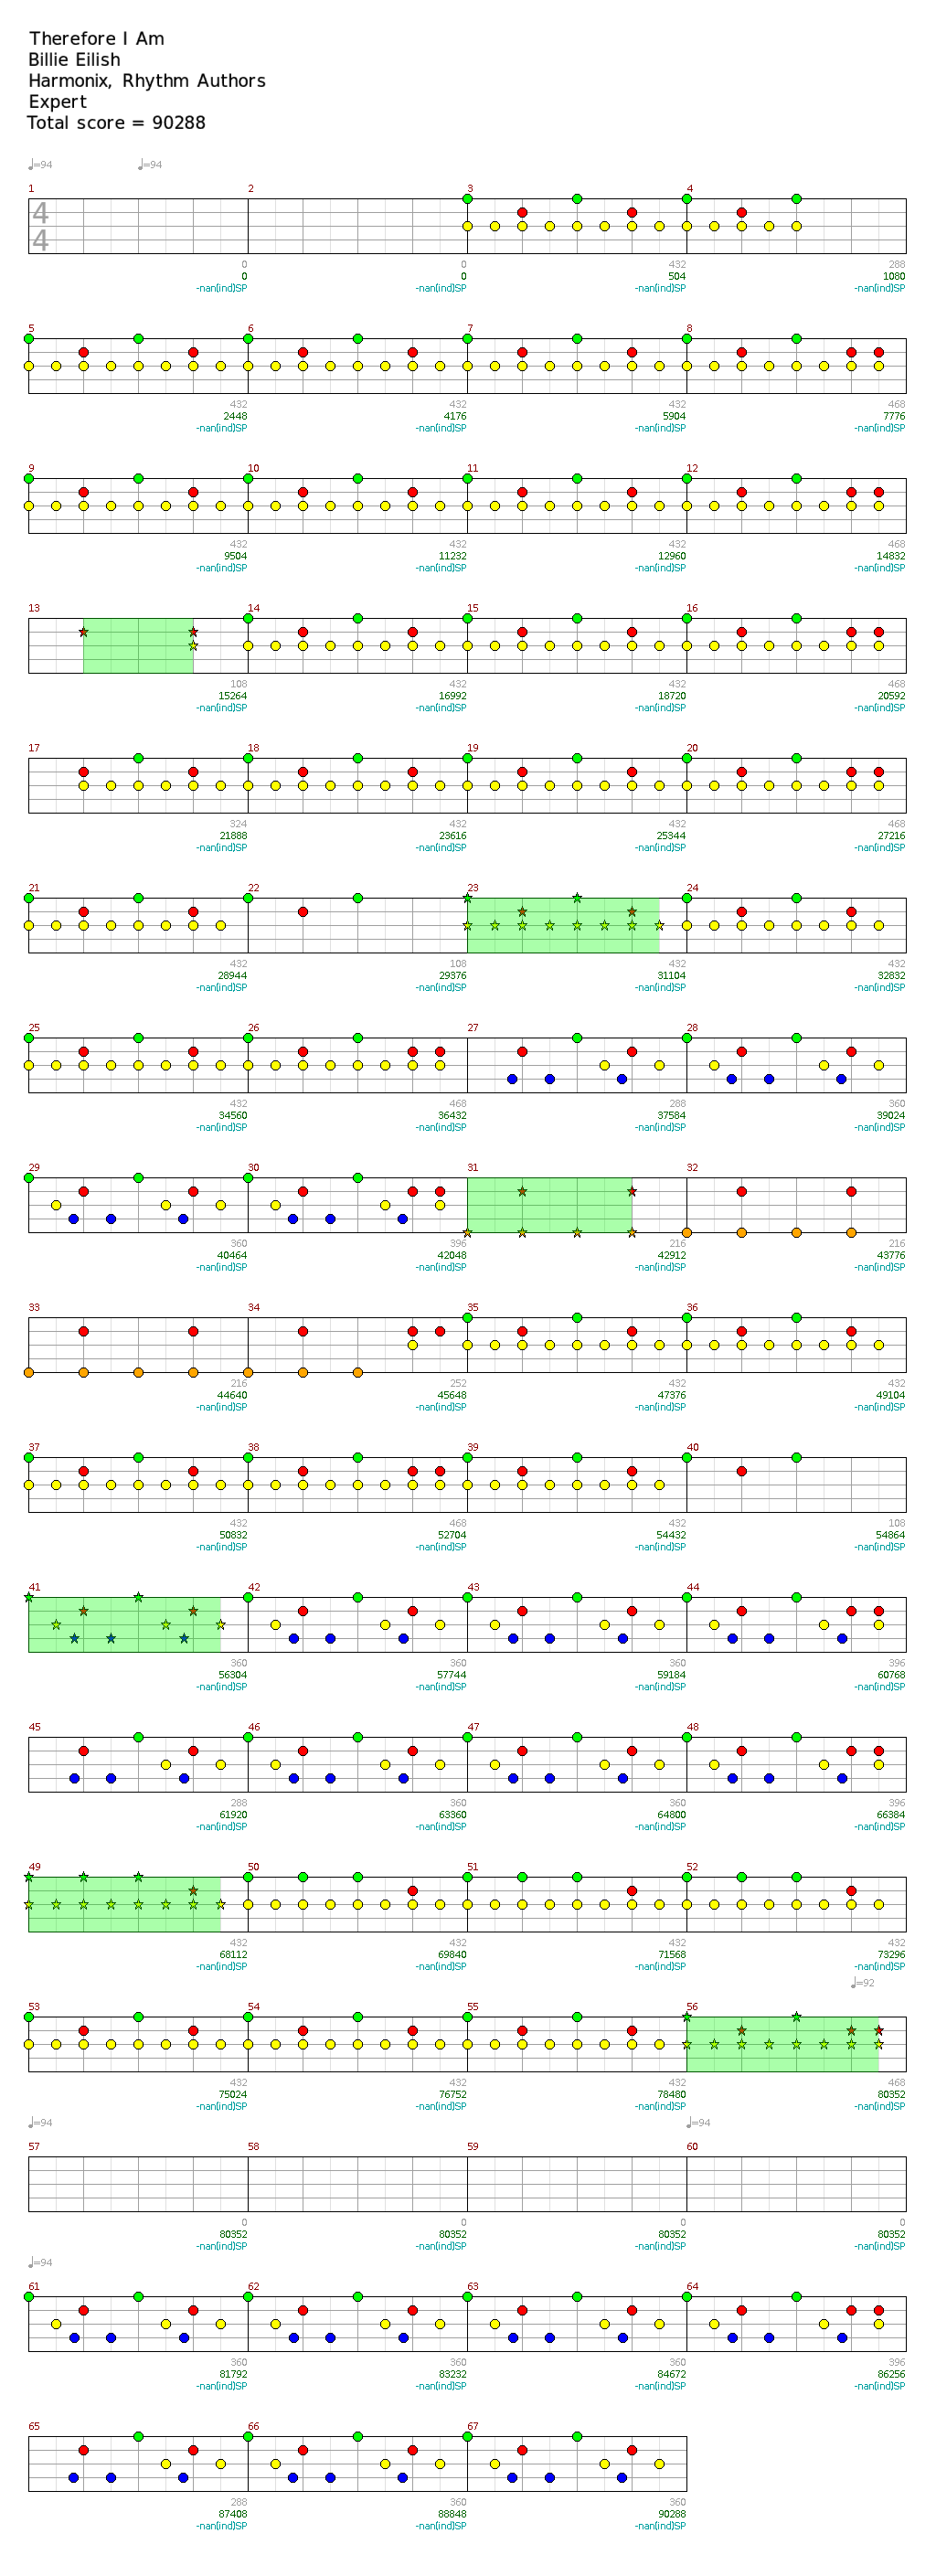 Therefore I Am
Billie Eilish
Harmonix, Rhythm Authors
Expert
Total score = 90288
♩=94 ♩=94
1 2 3 4
4
4
0 0 432 288
0 0 504 1080
-nan(ind)SP -nan(ind)SP -nan(ind)SP -nan(ind)SP
5 6 7 8
432 432 432 468
2448 4176 5904 7776
-nan(ind)SP -nan(ind)SP -nan(ind)SP -nan(ind)SP
9 10 11 12
432 432 432 468
9504 11232 12960 14832
-nan(ind)SP -nan(ind)SP -nan(ind)SP -nan(ind)SP
13 14 15 16
108 432 432 468
15264 16992 18720 20592
-nan(ind)SP -nan(ind)SP -nan(ind)SP -nan(ind)SP
17 18 19 20
324 432 432 468
21888 23616 25344 27216
-nan(ind)SP -nan(ind)SP -nan(ind)SP -nan(ind)SP
21 22 23 24
432 108 432 432
28944 29376 31104 32832
-nan(ind)SP -nan(ind)SP -nan(ind)SP -nan(ind)SP
25 26 27 28
432 468 288 360
34560 36432 37584 39024
-nan(ind)SP -nan(ind)SP -nan(ind)SP -nan(ind)SP
29 30 31 32
360 396 216 216
40464 42048 42912 43776
-nan(ind)SP -nan(ind)SP -nan(ind)SP -nan(ind)SP
33 34 35 36
216 252 432 432
44640 45648 47376 49104
-nan(ind)SP -nan(ind)SP -nan(ind)SP -nan(ind)SP
37 38 39 40
432 468 432 108
50832 52704 54432 54864
-nan(ind)SP -nan(ind)SP -nan(ind)SP -nan(ind)SP
41 42 43 44
360 360 360 396
56304 57744 59184 60768
-nan(ind)SP -nan(ind)SP -nan(ind)SP -nan(ind)SP
45 46 47 48
288 360 360 396
61920 63360 64800 66384
-nan(ind)SP -nan(ind)SP -nan(ind)SP -nan(ind)SP
49 50 51 52
432 432 432 432
68112 69840 71568 73296
-nan(ind)SP -nan(ind)SP -nan(ind)SP -nan(ind)SP
♩=92
53 54 55 56
432 432 432 468
75024 76752 78480 80352
-nan(ind)SP -nan(ind)SP -nan(ind)SP -nan(ind)SP
♩=94 ♩=94
57 58 59 60
0 0 0 0
80352 80352 80352 80352
-nan(ind)SP -nan(ind)SP -nan(ind)SP -nan(ind)SP
♩=94
61 62 63 64
360 360 360 396
81792 83232 84672 86256
-nan(ind)SP -nan(ind)SP -nan(ind)SP -nan(ind)SP
65 66 67
288 360 360
87408 88848 90288
-nan(ind)SP -nan(ind)SP -nan(ind)SP